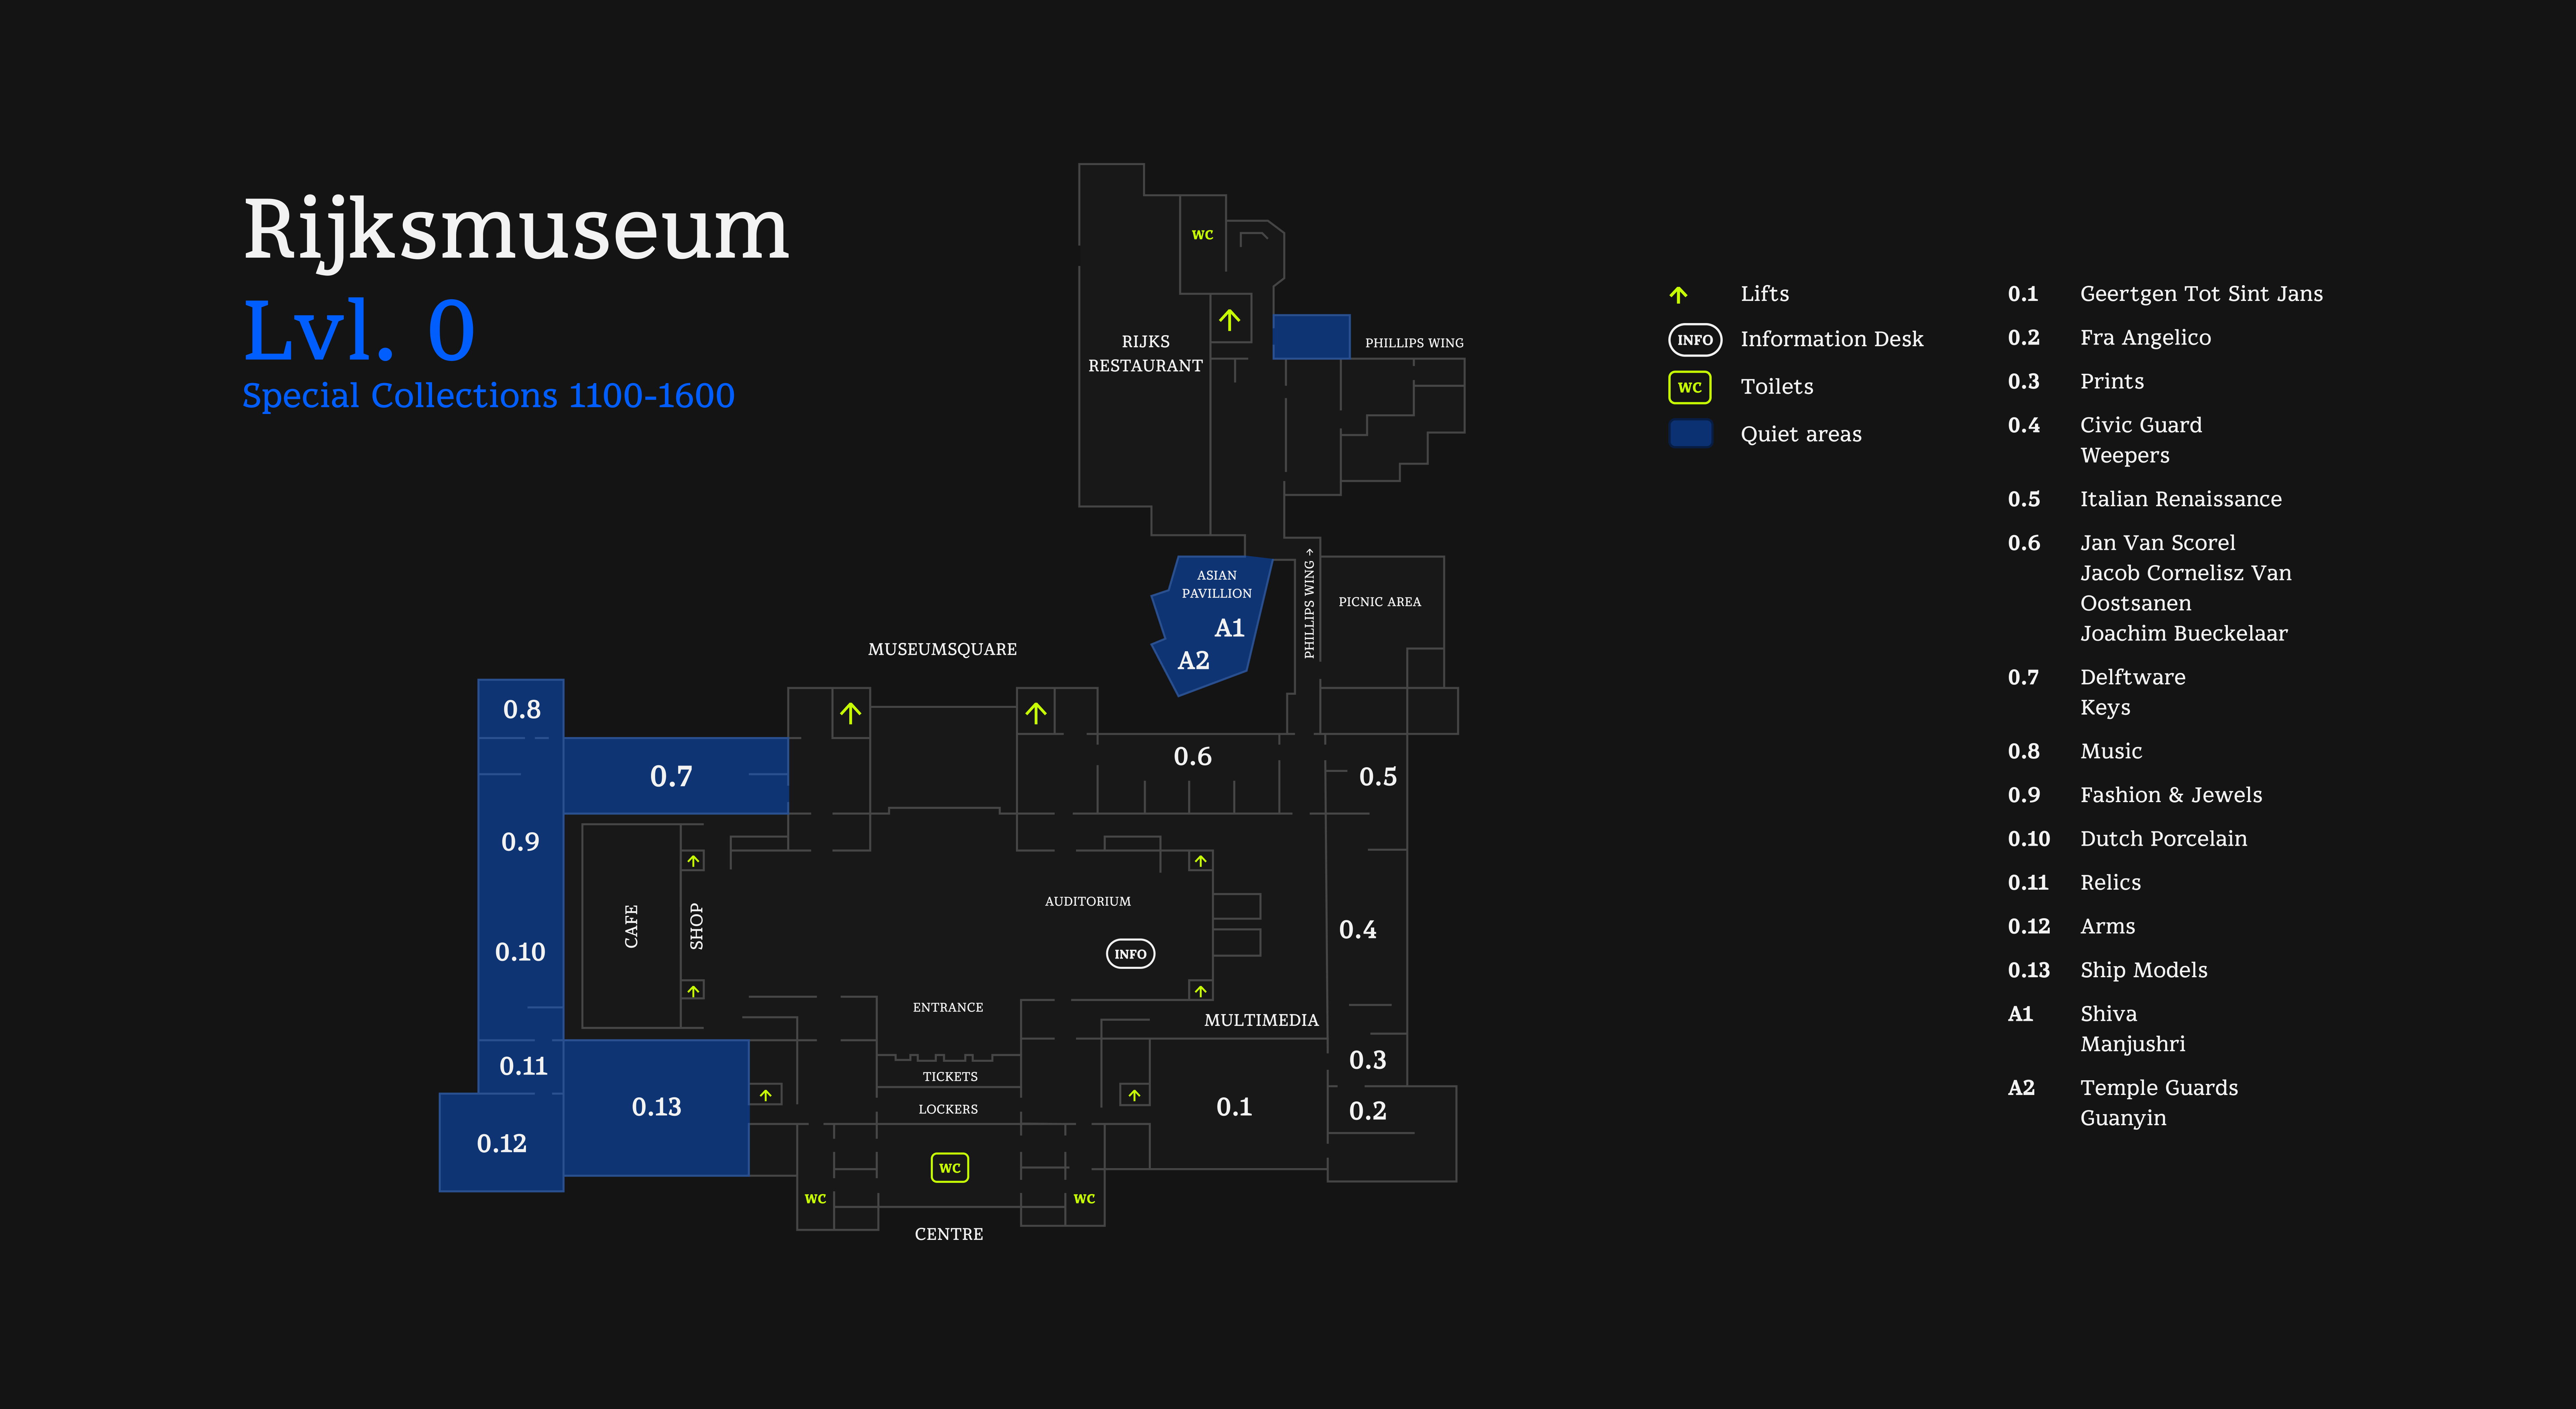 Rijksmuseum
Lvl. 0
Special Collections 1100-1600
WC
RIJKS
RESTAURANT
PHILLIPS WING
ASIAN
PAVILLION
A1
A2
PHILLIPS WING →
PICNIC AREA
MUSEUMSQUARE
0.8
0.7
0.6
0.5
0.9
CAFE
SHOP
AUDITORIUM
0.4
0.10
INFO
ENTRANCE
MULTIMEDIA
0.11
TICKETS
0.3
0.13
LOCKERS
0.1
0.2
0.12
WC
WC
WC
CENTRE
Lifts
INFO Information Desk
WC Toilets
Quiet areas
0.1 Geertgen Tot Sint Jans
0.2 Fra Angelico
0.3 Prints
0.4 Civic Guard
Weepers
0.5 Italian Renaissance
0.6 Jan Van Scorel
Jacob Cornelisz Van
Oostsanen
Joachim Bueckelaar
0.7 Delftware
Keys
0.8 Music
0.9 Fashion & Jewels
0.10 Dutch Porcelain
0.11 Relics
0.12 Arms
0.13 Ship Models
A1 Shiva
Manjushri
A2 Temple Guards
Guanyin